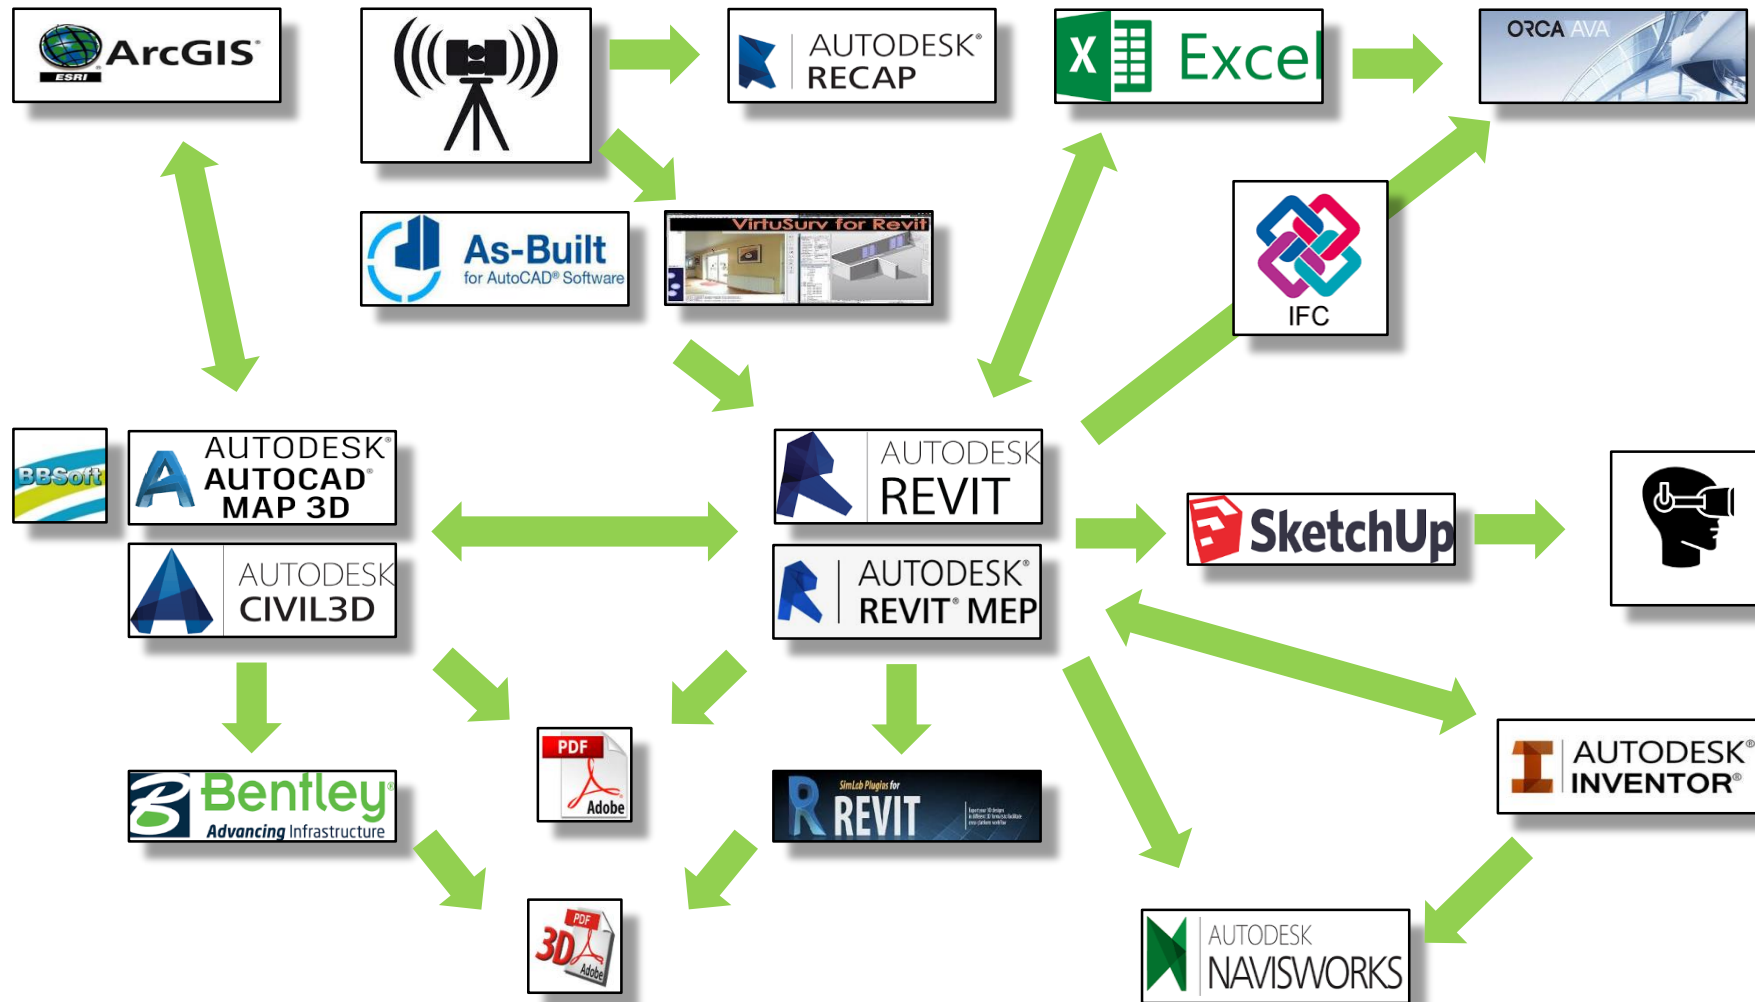 ESRI
ArcGIS®
AUTODESK®
RECAP
Excel
ORCA AVA
As-Built
for AutoCAD® Software
VirtuSurv for Revit
IFC
BBSoft
AUTODESK®
AUTOCAD®
MAP 3D
AUTODESK
REVIT
SketchUp
AUTODESK
CIVIL3D
AUTODESK®
REVIT® MEP
PDF
Adobe
Bentley®
Advancing Infrastructure
SimLab Plugins for
REVIT
AUTODESK®
INVENTOR®
PDF
3D
Adobe
AUTODESK
NAVISWORKS